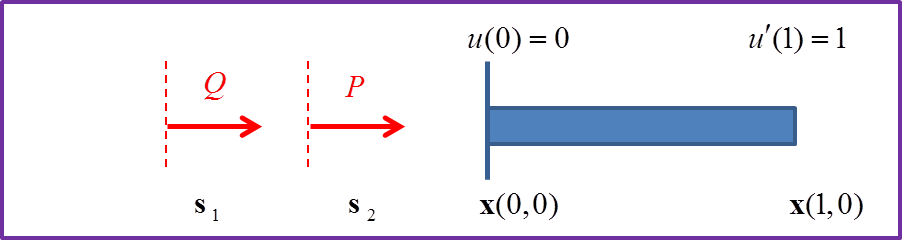 u(0) = 0 u′(1) = 1
Q P
s 1 s 2 x(0,0) x(1,0)